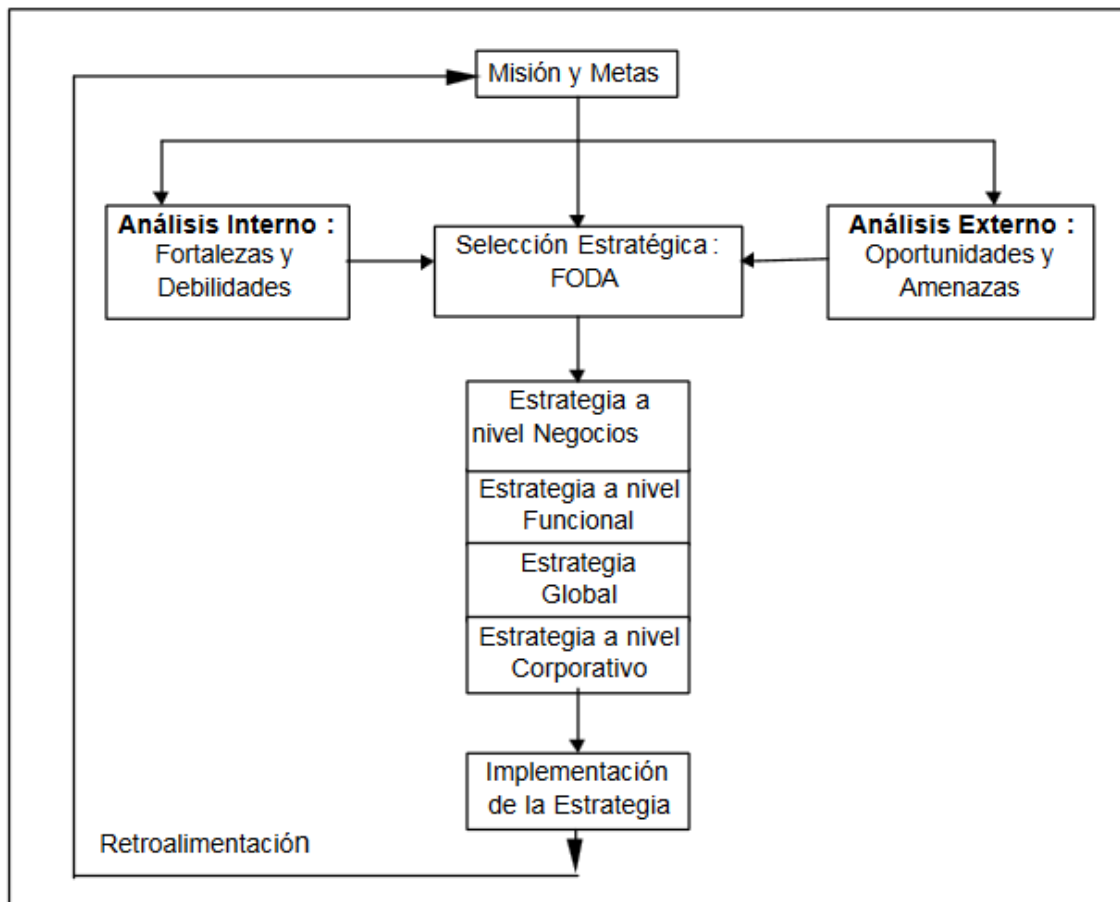 Misión y Metas
Análisis Interno :
Fortalezas y
Debilidades
Selección Estratégica :
FODA
Análisis Externo :
Oportunidades y
Amenazas
Estrategia a
nivel Negocios
Estrategia a nivel
Funcional
Estrategia
Global
Estrategia a nivel
Corporativo
Implementación
de la Estrategia
Retroalimentación